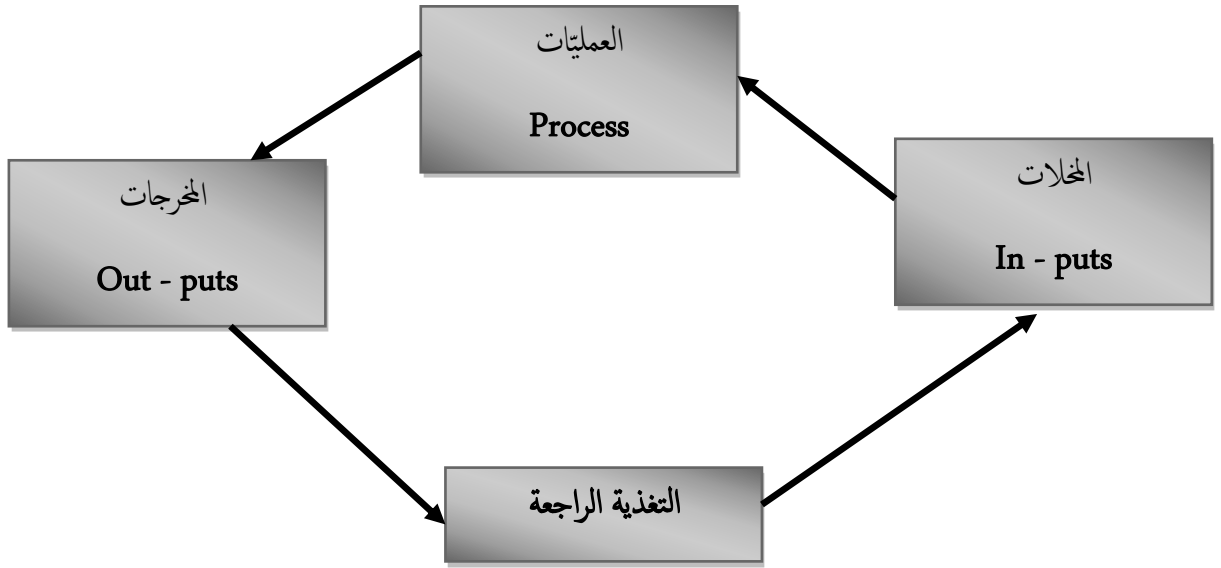 العمليّات
Process
المخلات
In - puts
المخرجات
Out - puts
التغذية الراجعة